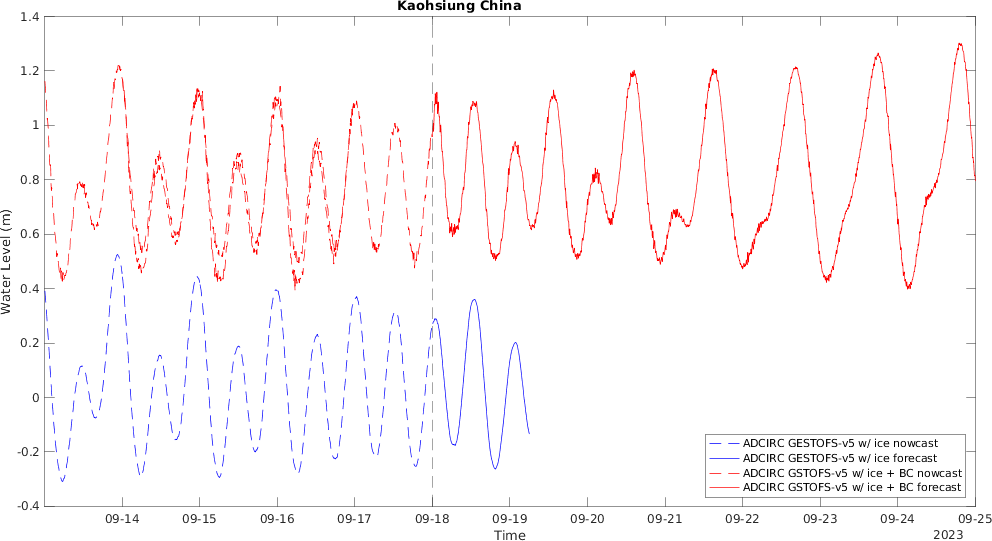 Kaohsiung China
1.4
1.2
1
0.8
0.6
0.4
0.2
0
-0.2
-0.4
Water Level (m)
ADCIRC GESTOFS-v5 w/ ice nowcast
ADCIRC GESTOFS-v5 w/ ice forecast
ADCIRC GSTOFS-v5 w/ ice + BC nowcast
ADCIRC GSTOFS-v5 w/ ice + BC forecast
09-14 09-15 09-16 09-17 09-18 09-19 09-20 09-21 09-22 09-23 09-24 09-25
Time
2023